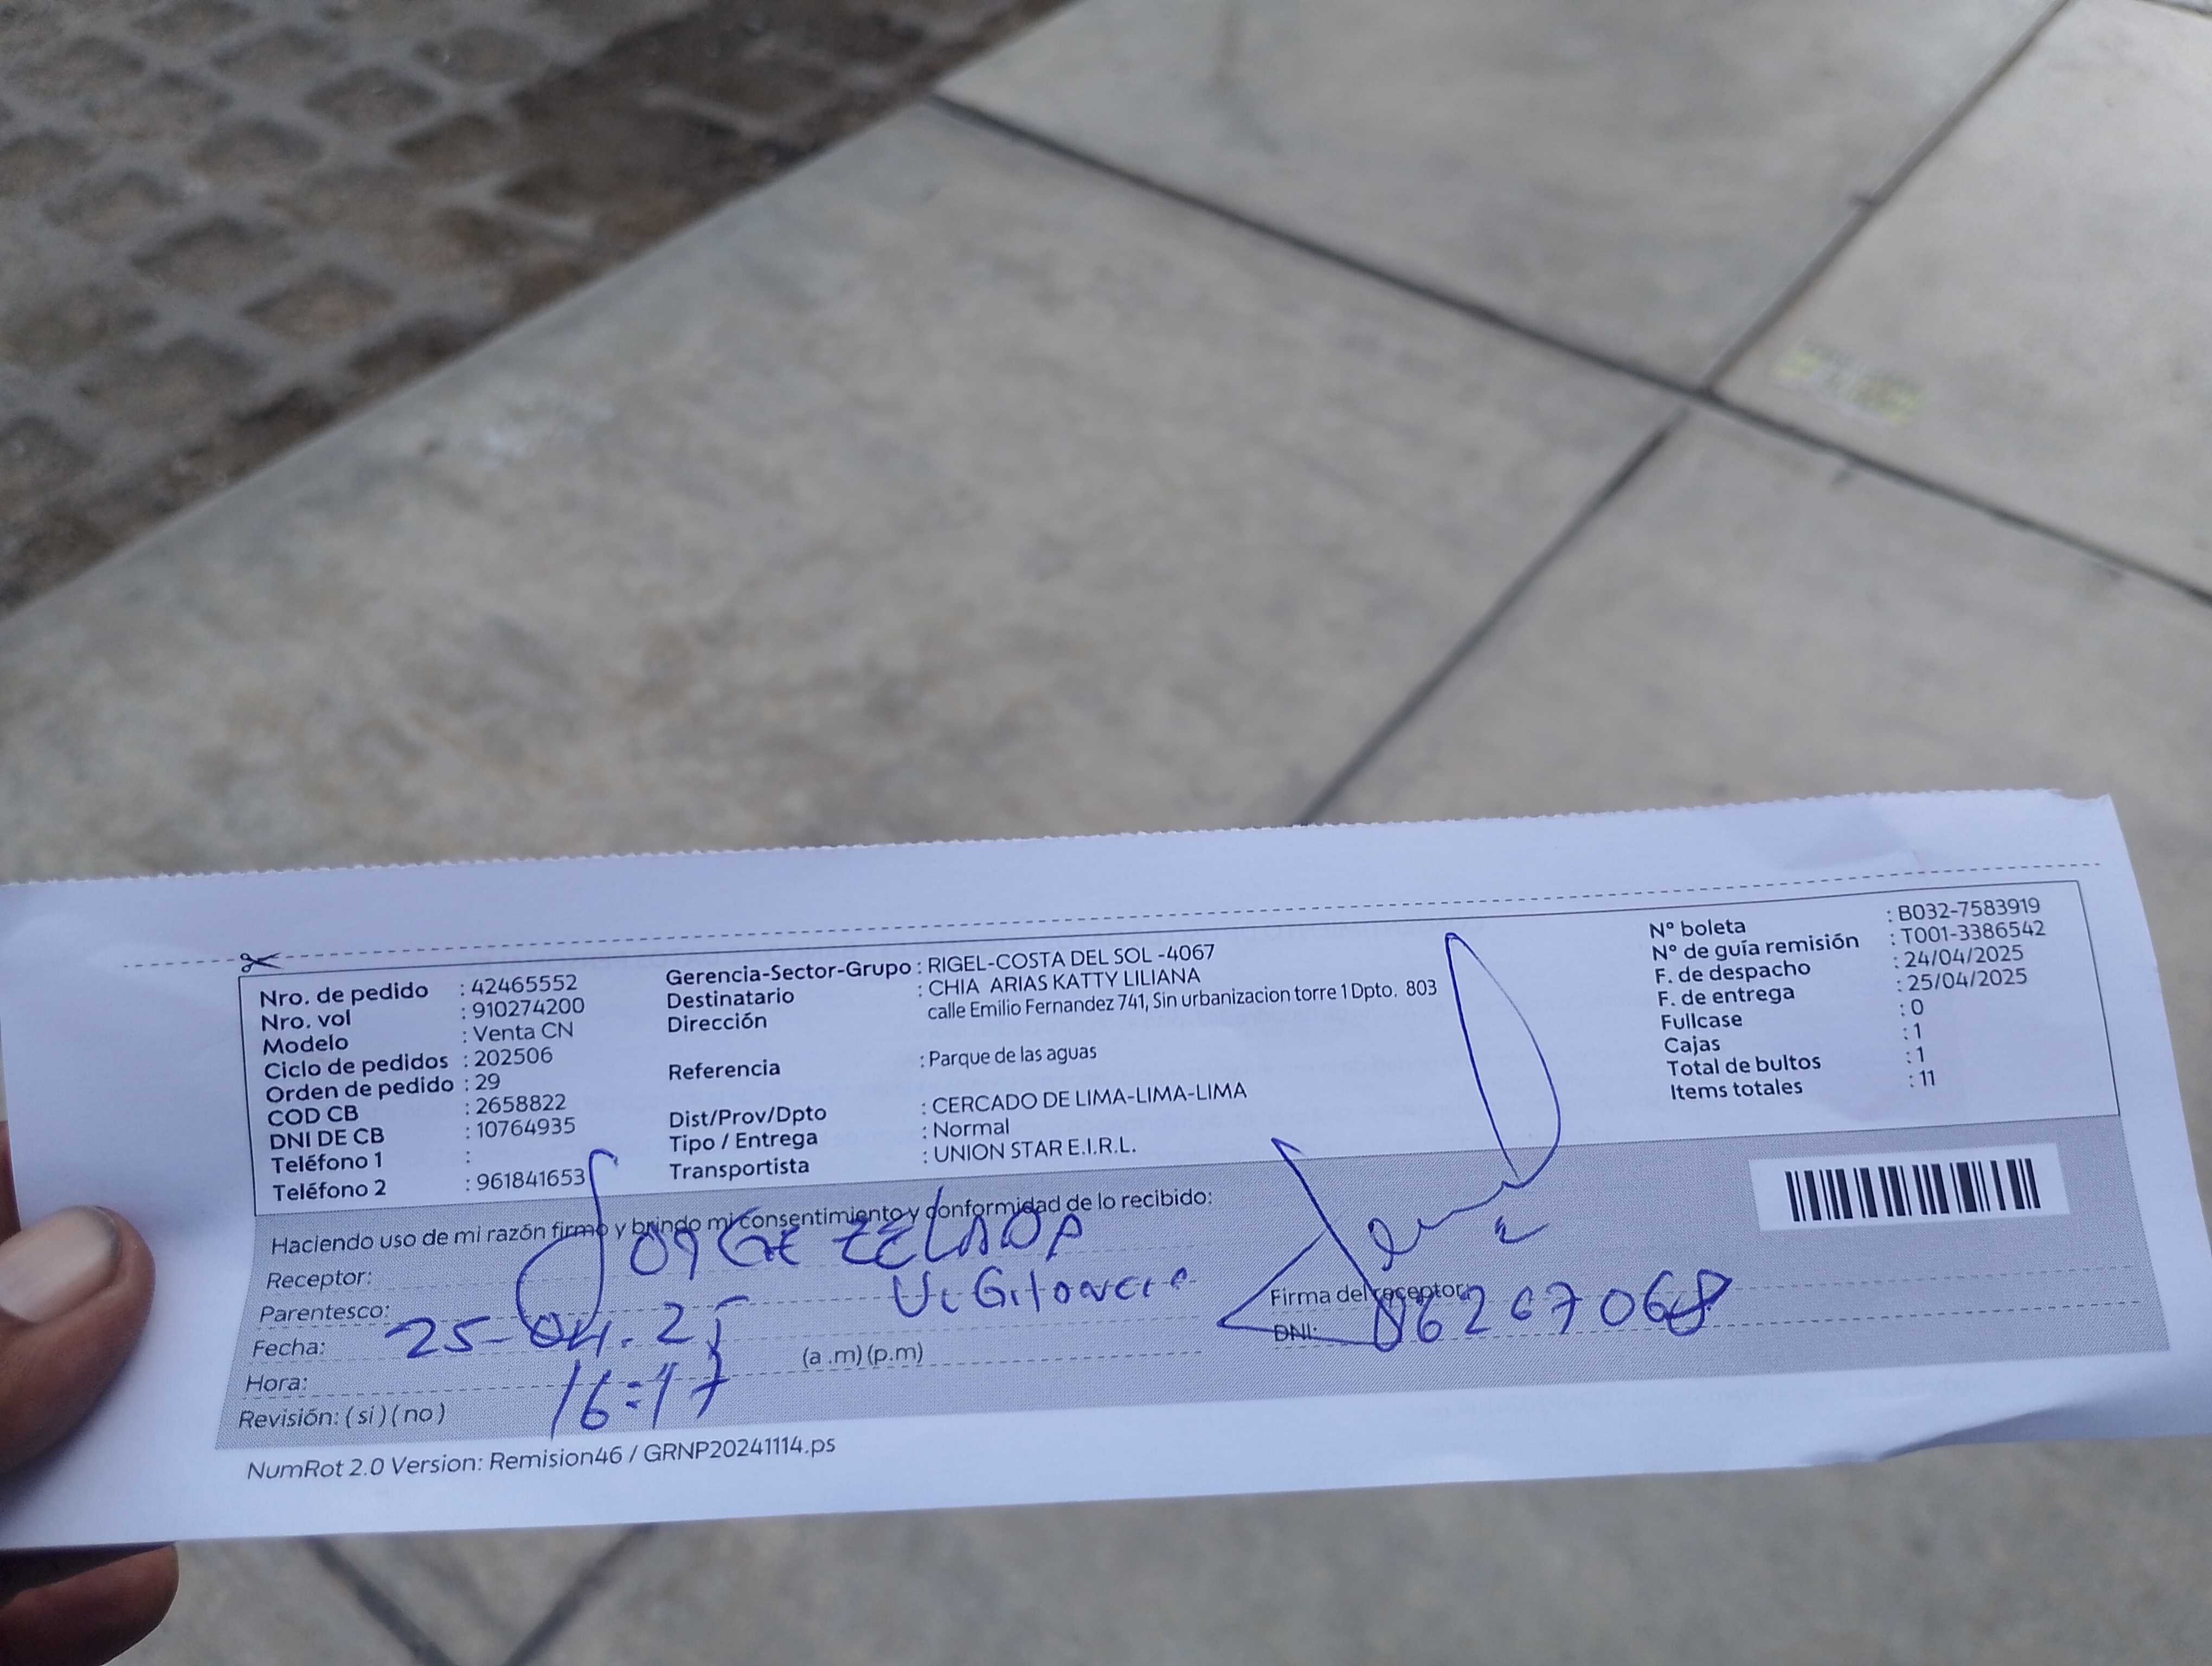 Nro. de pedido : 42465552
Nro. vol : 910274200
Modelo : Venta CN
Ciclo de pedidos : 202506
Orden de pedido : 29
COD CB : 2658822
DNI DE CB : 10764935
Teléfono 1 :
Teléfono 2 : 961841653
Gerencia-Sector-Grupo : RIGEL-COSTA DEL SOL -4067
Destinatario : CHIA ARIAS KATTY LILIANA
Dirección calle Emilio Fernandez 741, Sin urbanizacion torre 1 Dpto. 803
Referencia : Parque de las aguas
Dist/Prov/Dpto : CERCADO DE LIMA-LIMA-LIMA
Tipo / Entrega : Normal
Transportista : UNION STAR E.I.R.L.
N° boleta : B032-7583919
N° de guía remisión : T001-3386542
F. de despacho : 24/04/2025
F. de entrega : 25/04/2025
Fullcase : 0
Cajas : 1
Total de bultos : 1
Items totales : 11
Haciendo uso de mi razón firmo y brindo mi consentimiento y conformidad de lo recibido:
Receptor: JORGE ZELADA
Parentesco: ViGilancia
Fecha: 25-04.25
Hora: 16:17 (a .m) (p.m)
Revisión: ( si ) ( no )
Firma del receptor:
DNI: 06267068
NumRot 2.0 Version: Remision46 / GRNP20241114.ps